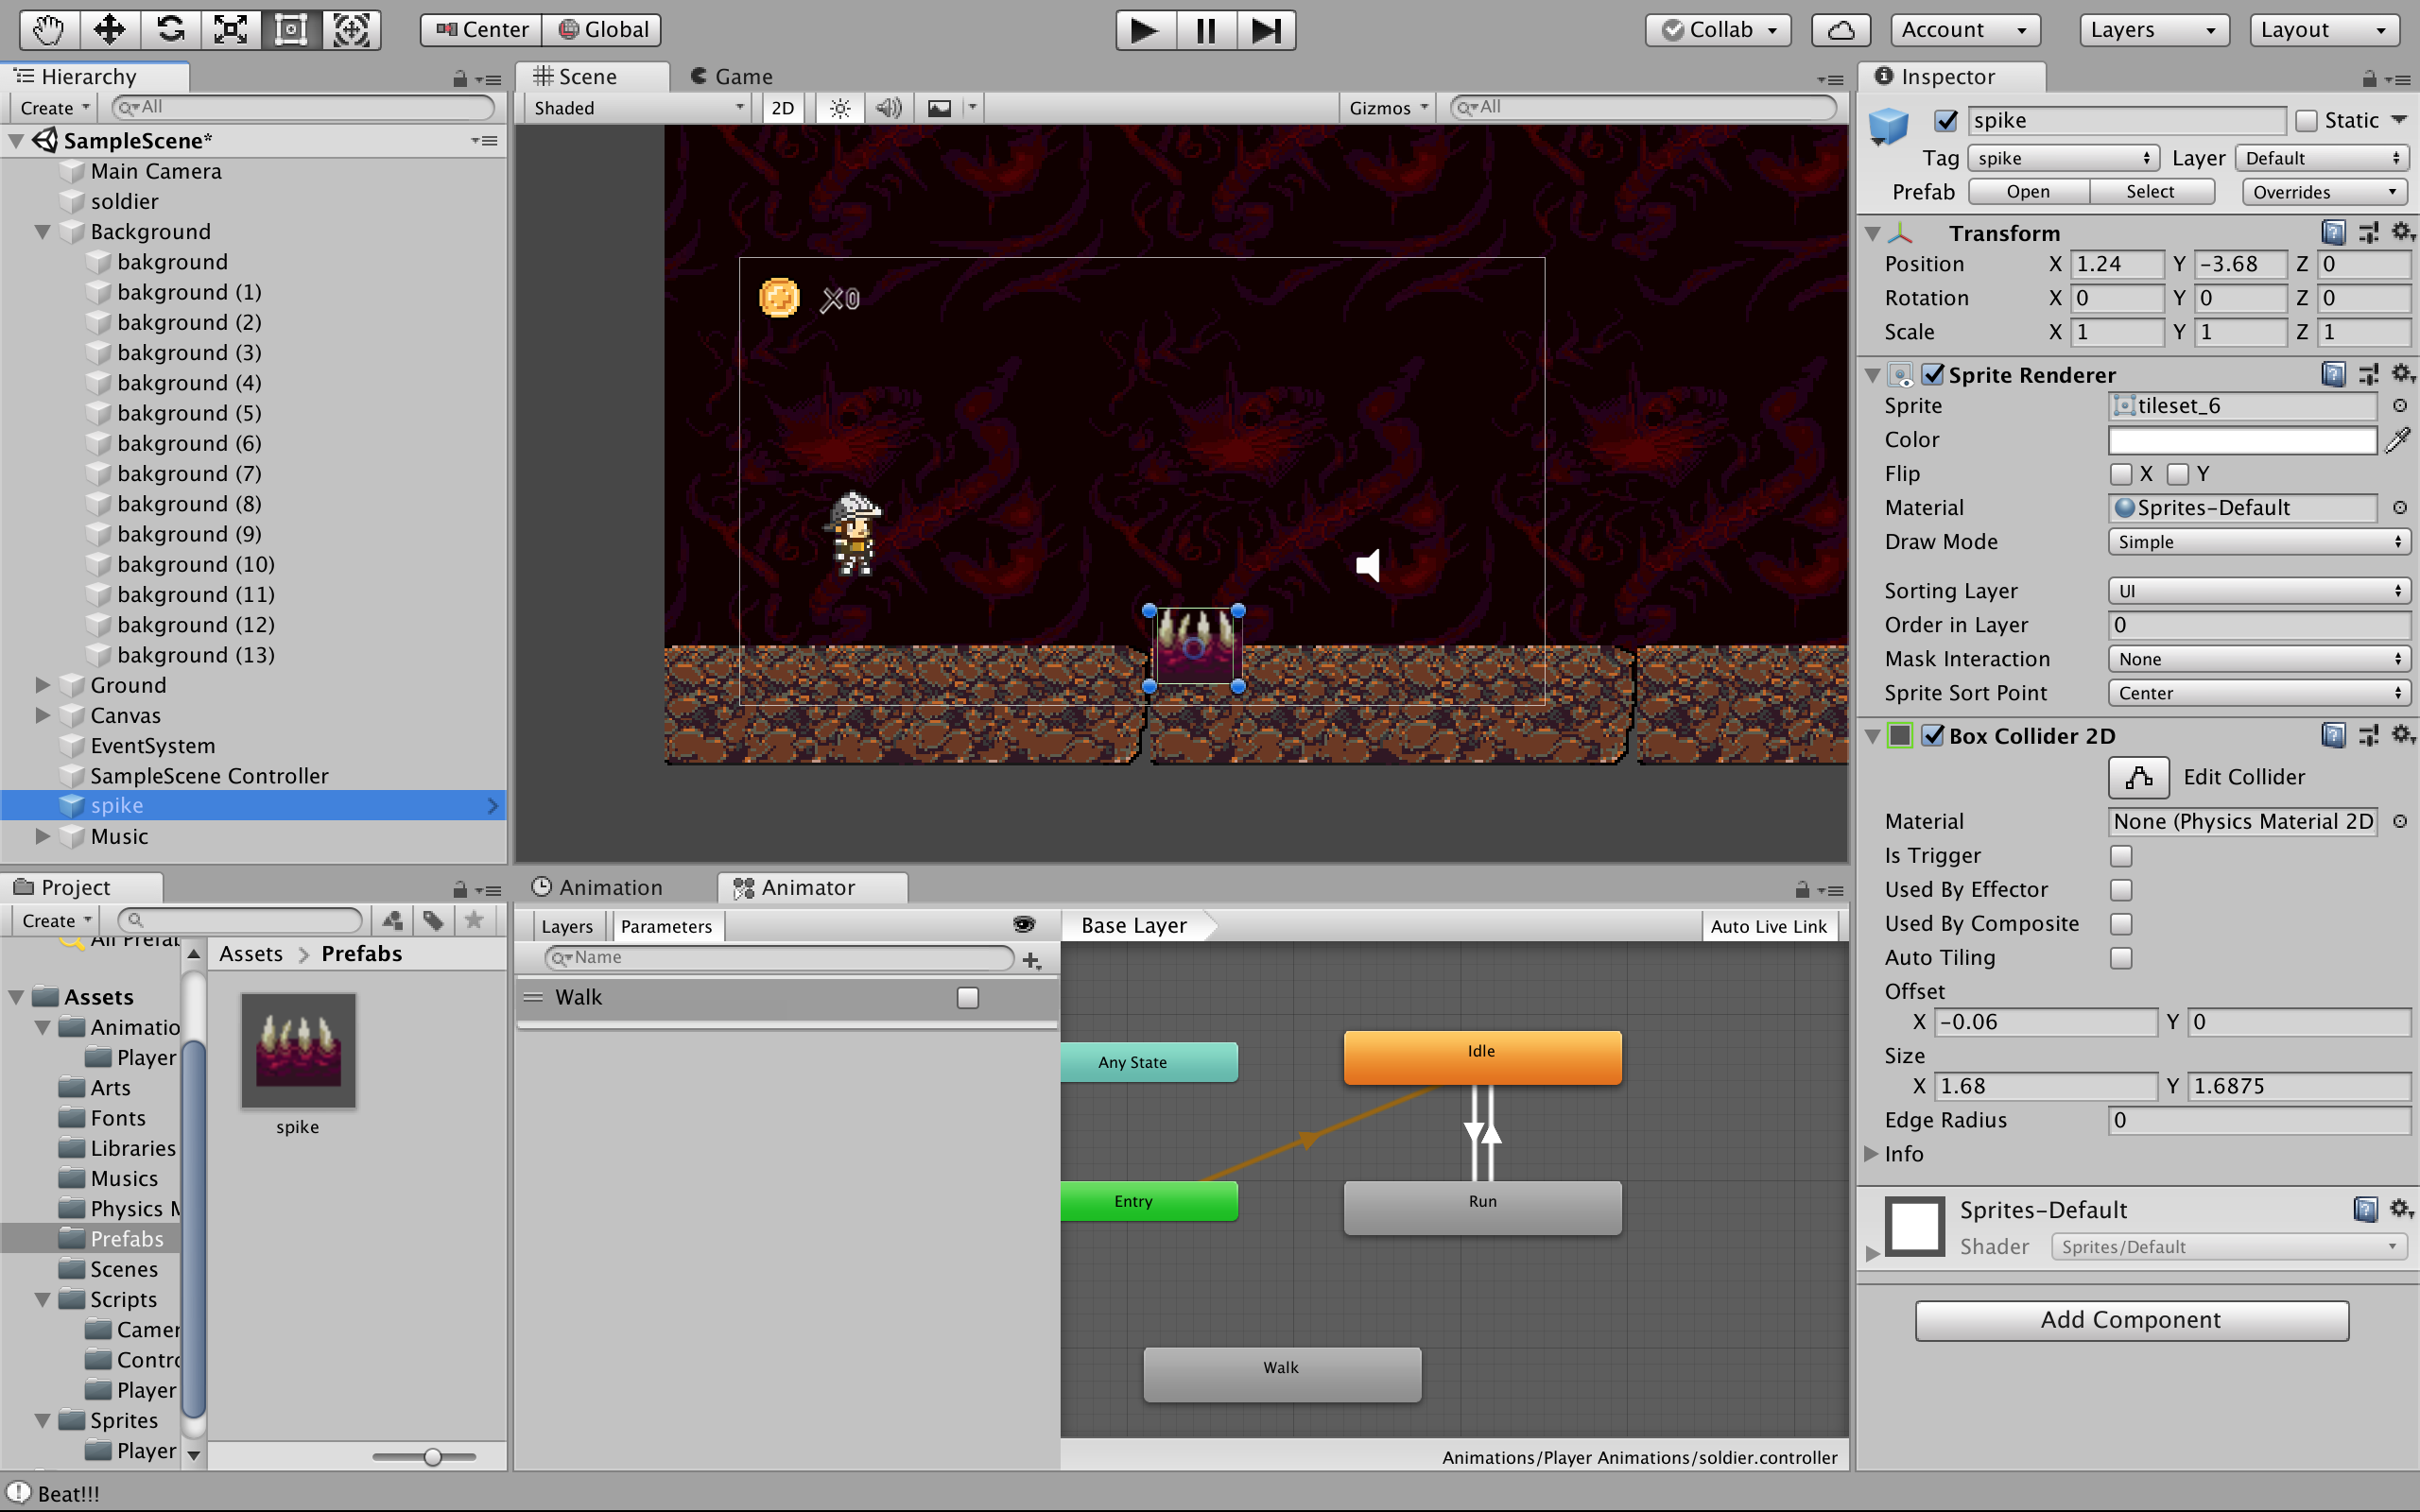 Center Global Collab Account Layers Layout
Hierarchy
Create All
SampleScene*
Main Camera
soldier
Background
bakground
bakground (1)
bakground (2)
bakground (3)
bakground (4)
bakground (5)
bakground (6)
bakground (7)
bakground (8)
bakground (9)
bakground (10)
bakground (11)
bakground (12)
bakground (13)
Ground
Canvas
EventSystem
SampleScene Controller
spike
Music
Scene Game
Shaded 2D Gizmos All
X0
Inspector
spike Static
Tag spike Layer Default
Prefab Open Select Overrides
Transform
Position X 1.24 Y -3.68 Z 0
Rotation X 0 Y 0 Z 0
Scale X 1 Y 1 Z 1
Sprite Renderer
Sprite tileset_6
Color
Flip X Y
Material Sprites-Default
Draw Mode Simple
Sorting Layer UI
Order in Layer 0
Mask Interaction None
Sprite Sort Point Center
Box Collider 2D
Edit Collider
Material None (Physics Material 2D
Is Trigger
Used By Effector
Used By Composite
Auto Tiling
Offset
X -0.06 Y 0
Size
X 1.68 Y 1.6875
Edge Radius 0
Info
Sprites-Default
Shader Sprites/Default
Add Component
Project
Create
All Prefab
Assets
Animatio
Player
Arts
Fonts
Libraries
Musics
Physics M
Prefabs
Scenes
Scripts
Camer
Contro
Player
Sprites
Player
Assets > Prefabs
spike
Animation Animator
Layers Parameters Base Layer Auto Live Link
Name
Walk
Any State
Idle
Entry
Run
Walk
Animations/Player Animations/soldier.controller
Beat!!!